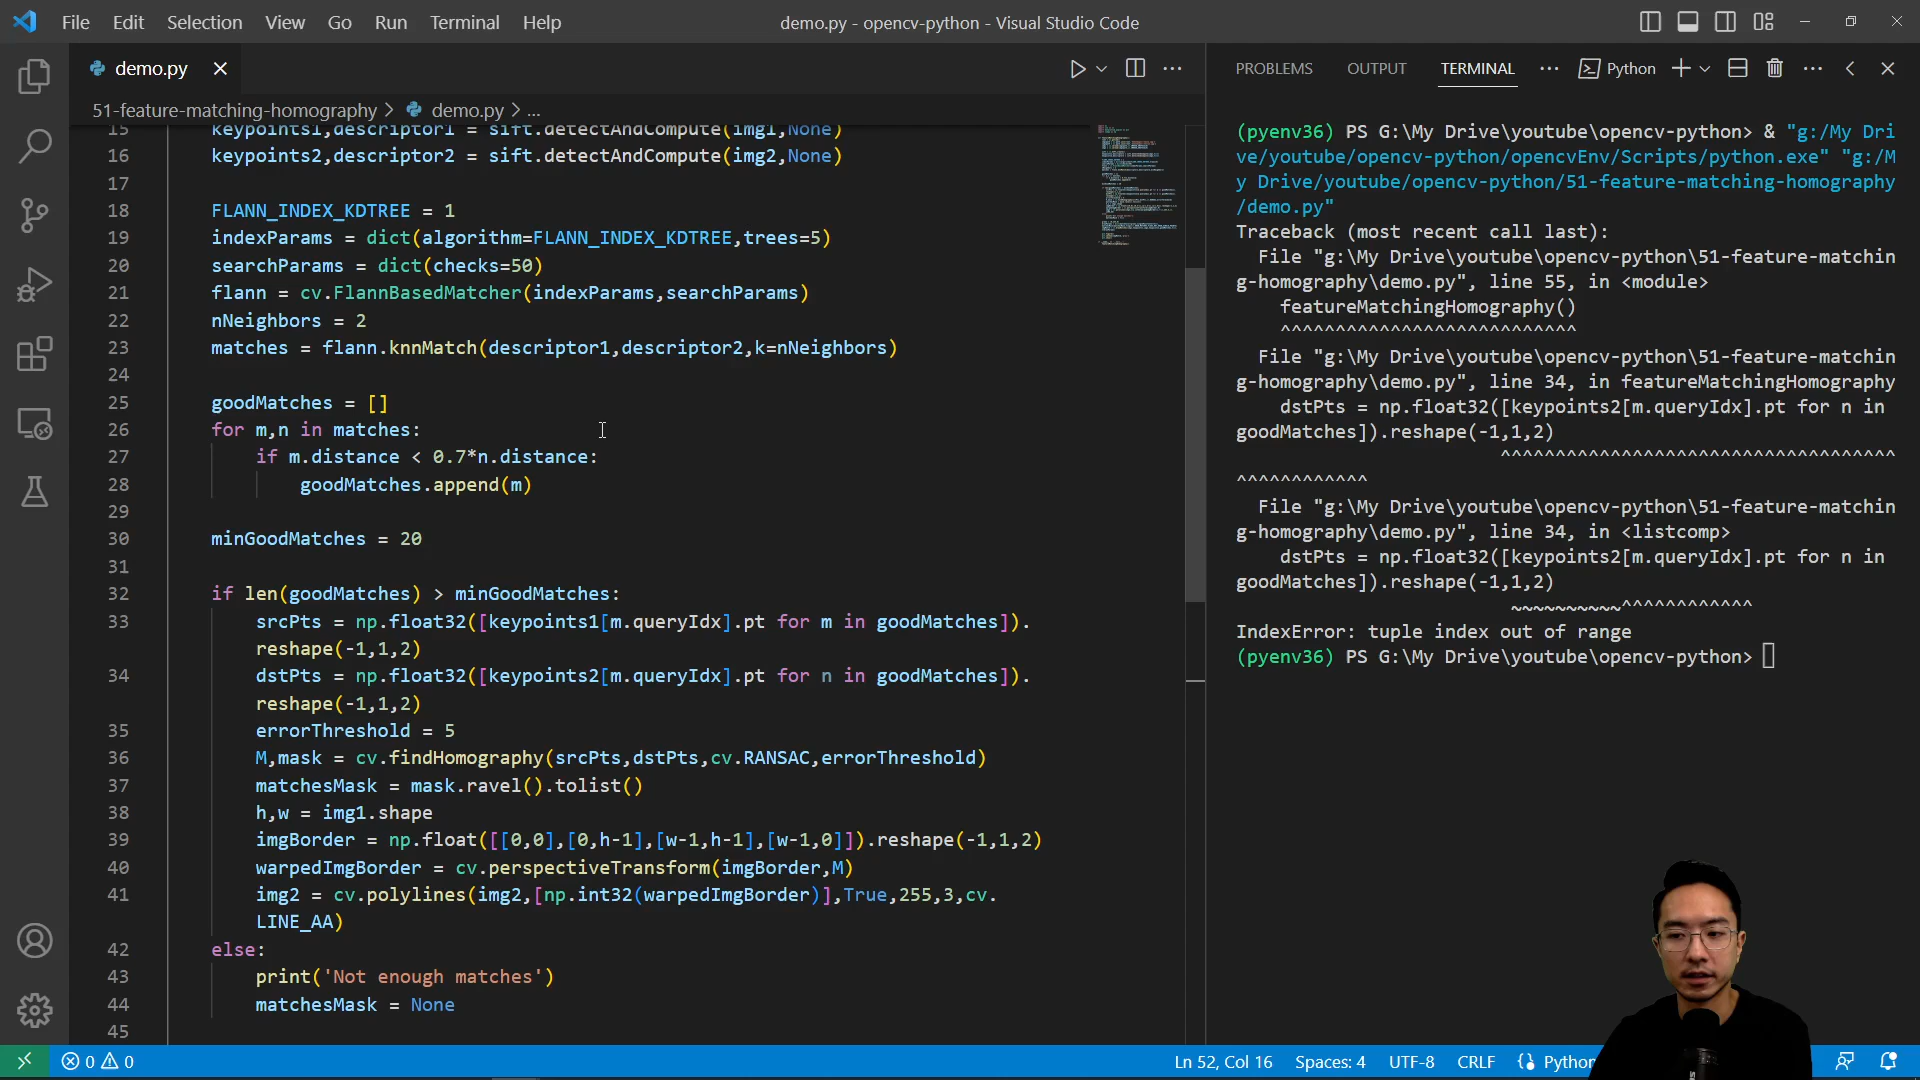 File Edit Selection View Go Run Terminal Help
demo.py - opencv-python - Visual Studio Code
demo.py
51-feature-matching-homography > demo.py > ...
15 keypoints1,descriptor1 = sift.detectAndCompute(img1,None)
16 keypoints2,descriptor2 = sift.detectAndCompute(img2,None)
17
18 FLANN_INDEX_KDTREE = 1
19 indexParams = dict(algorithm=FLANN_INDEX_KDTREE,trees=5)
20 searchParams = dict(checks=50)
21 flann = cv.FlannBasedMatcher(indexParams,searchParams)
22 nNeighbors = 2
23 matches = flann.knnMatch(descriptor1,descriptor2,k=nNeighbors)
24
25 goodMatches = []
26 for m,n in matches:
27 if m.distance < 0.7*n.distance:
28 goodMatches.append(m)
29
30 minGoodMatches = 20
31
32 if len(goodMatches) > minGoodMatches:
33 srcPts = np.float32([keypoints1[m.queryIdx].pt for m in goodMatches]).
reshape(-1,1,2)
34 dstPts = np.float32([keypoints2[m.queryIdx].pt for n in goodMatches]).
reshape(-1,1,2)
35 errorThreshold = 5
36 M,mask = cv.findHomography(srcPts,dstPts,cv.RANSAC,errorThreshold)
37 matchesMask = mask.ravel().tolist()
38 h,w = img1.shape
39 imgBorder = np.float([[0,0],[0,h-1],[w-1,h-1],[w-1,0]]).reshape(-1,1,2)
40 warpedImgBorder = cv.perspectiveTransform(imgBorder,M)
41 img2 = cv.polylines(img2,[np.int32(warpedImgBorder)],True,255,3,cv.
LINE_AA)
42 else:
43 print('Not enough matches')
44 matchesMask = None
45
PROBLEMS OUTPUT TERMINAL ... Python
(pyenv36) PS G:\My Drive\youtube\opencv-python> & "g:/My Dri
ve/youtube/opencv-python/opencvEnv/Scripts/python.exe" "g:/M
y Drive/youtube/opencv-python/51-feature-matching-homography
/demo.py"
Traceback (most recent call last):
File "g:\My Drive\youtube\opencv-python\51-feature-matchin
g-homography\demo.py", line 55, in <module>
featureMatchingHomography()
^^^^^^^^^^^^^^^^^^^^^^^^^^^
File "g:\My Drive\youtube\opencv-python\51-feature-matchin
g-homography\demo.py", line 34, in featureMatchingHomography
dstPts = np.float32([keypoints2[m.queryIdx].pt for n in
goodMatches]).reshape(-1,1,2)
^^^^^^^^^^^^^^^^^^^^^^^^^^^^^^^^^^^^
^^^^^^^^^^^^
File "g:\My Drive\youtube\opencv-python\51-feature-matchin
g-homography\demo.py", line 34, in <listcomp>
dstPts = np.float32([keypoints2[m.queryIdx].pt for n in
goodMatches]).reshape(-1,1,2)
~~~~~~~~~~^^^^^^^^^^^^
IndexError: tuple index out of range
(pyenv36) PS G:\My Drive\youtube\opencv-python>
0 0
Ln 52, Col 16 Spaces: 4 UTF-8 CRLF Python